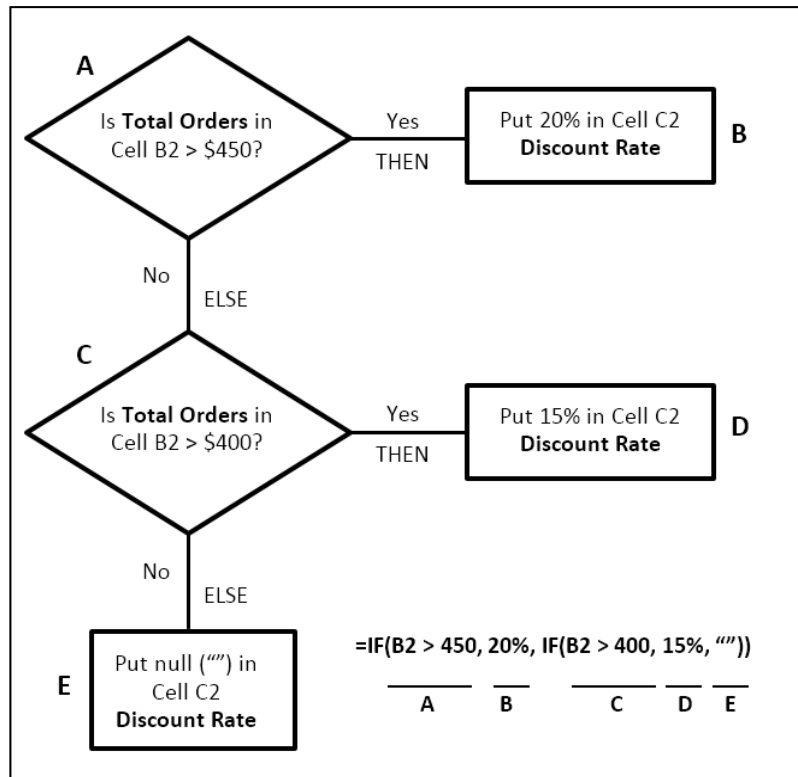 A
Is Total Orders in
Cell B2 > $450?
Yes
THEN
Put 20% in Cell C2
Discount Rate
B
No
ELSE
C
Is Total Orders in
Cell B2 > $400?
Yes
THEN
Put 15% in Cell C2
Discount Rate
D
No
ELSE
E
Put null (“”) in
Cell C2
Discount Rate
=IF(B2 > 450, 20%, IF(B2 > 400, 15%, “”))
A B C D E